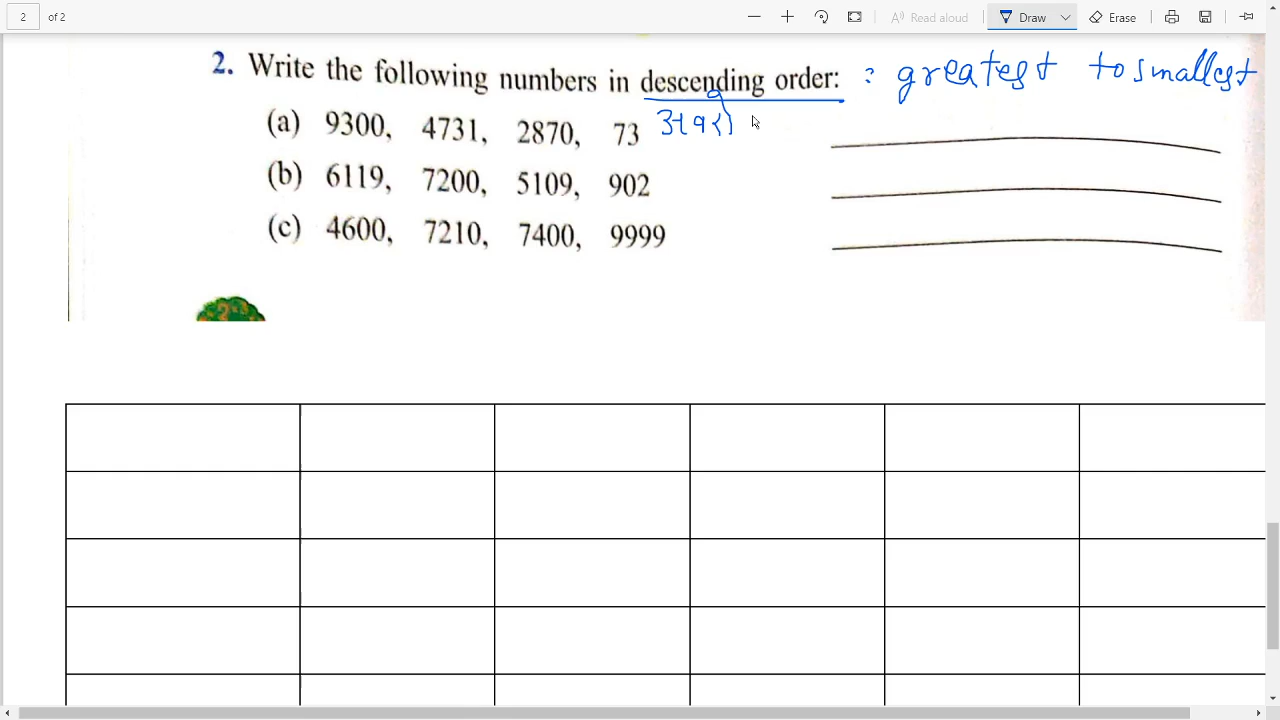 2 of 2 Read aloud Draw Erase
2. Write the following numbers in descending order: : greatest to smallest
(a) 9300, 4731, 2870, 73
(b) 6119, 7200, 5109, 902
(c) 4600, 7210, 7400, 9999